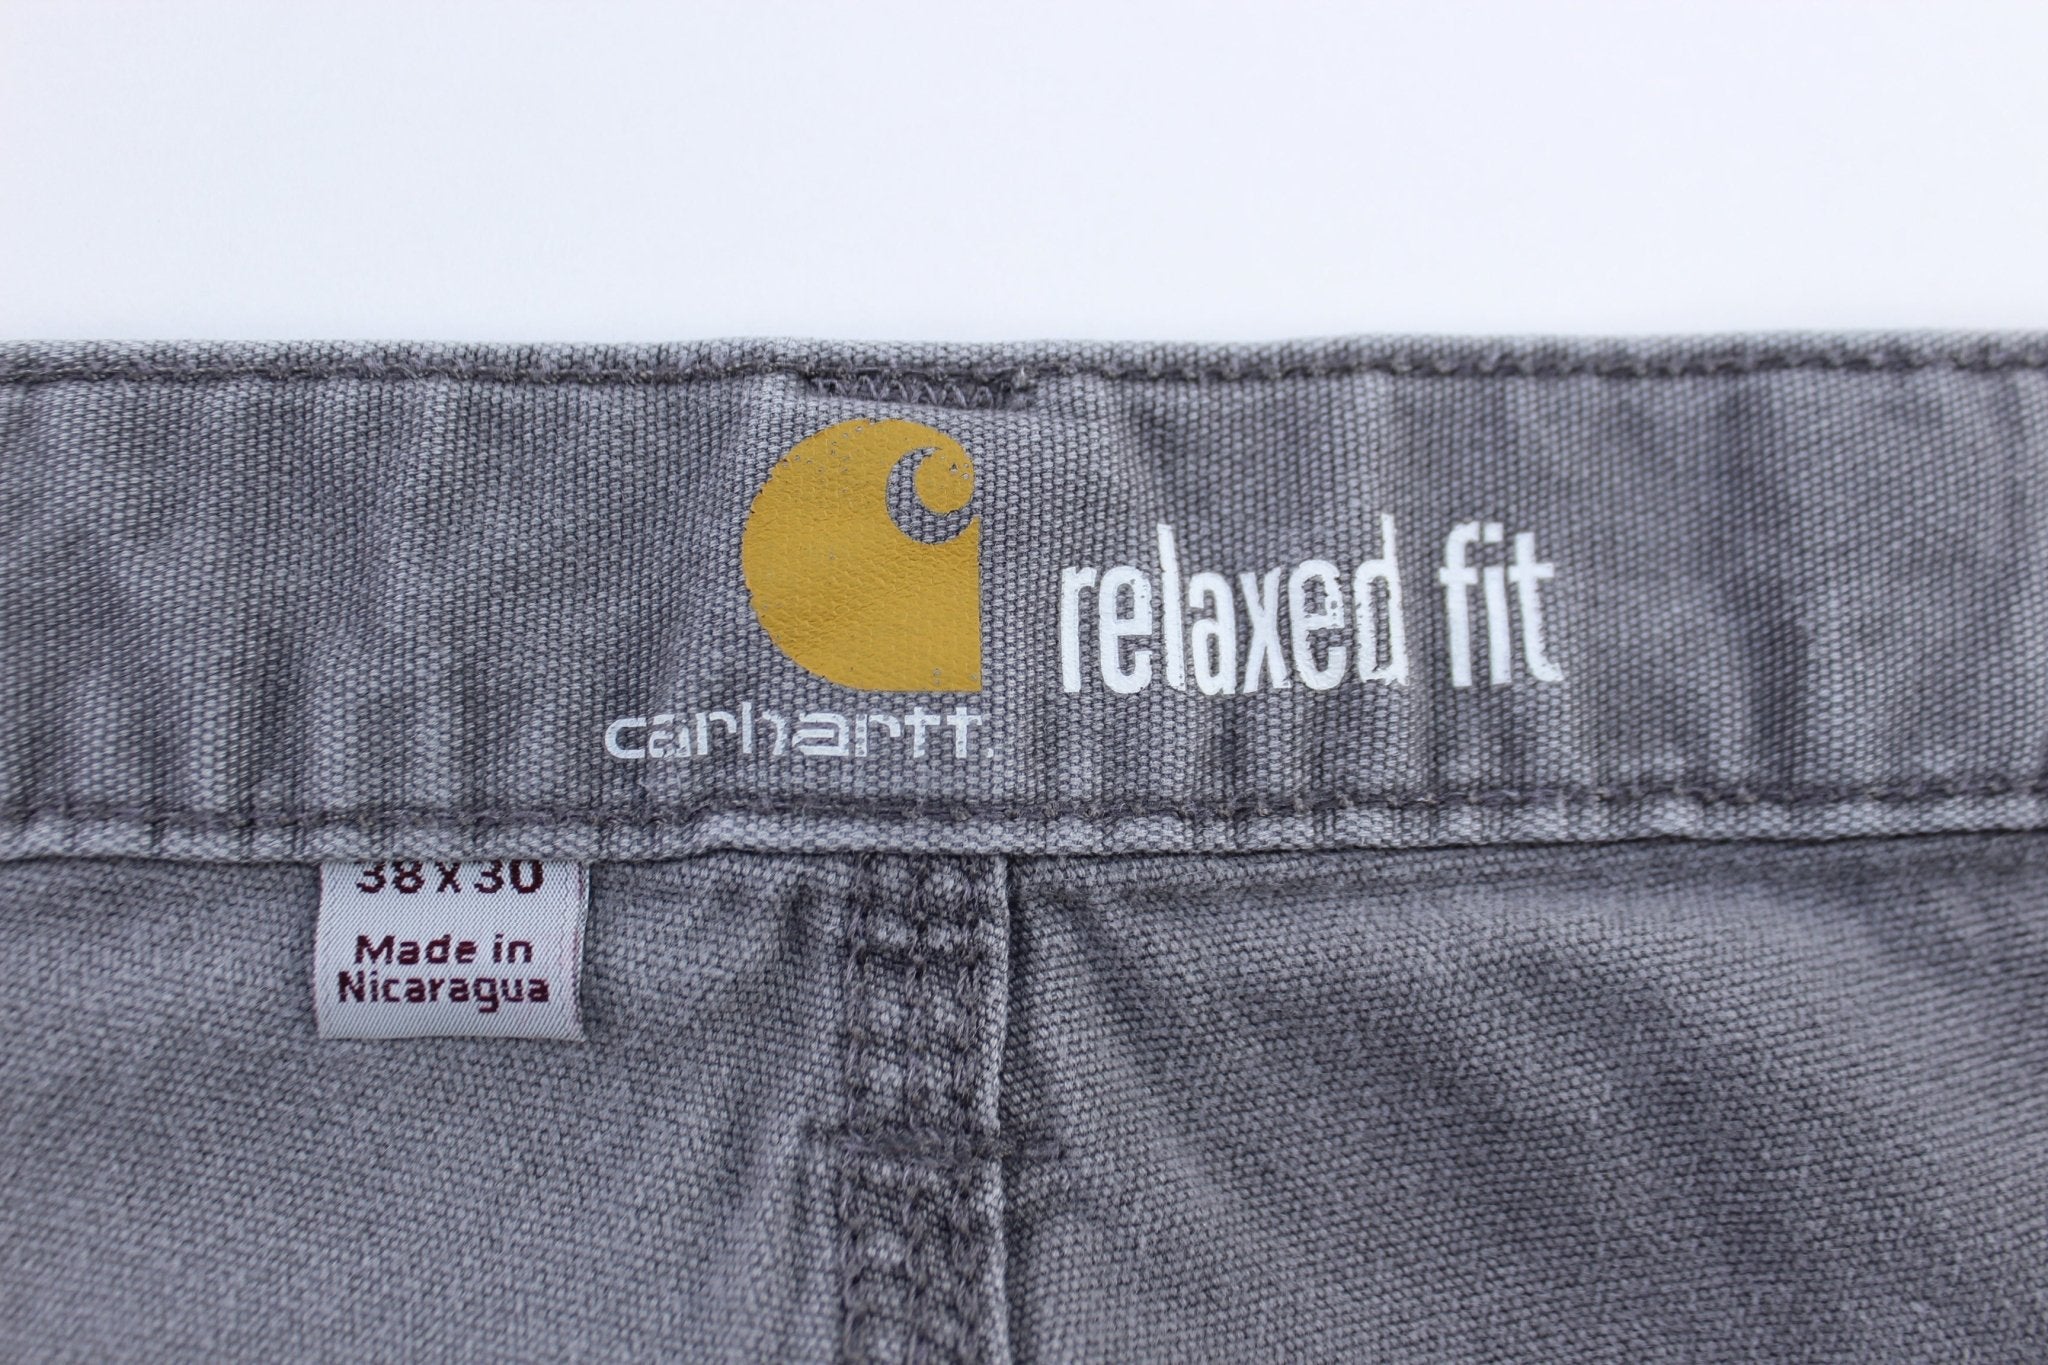 relaxed fit
carhartt.
38 X 30
Made in
Nicaragua